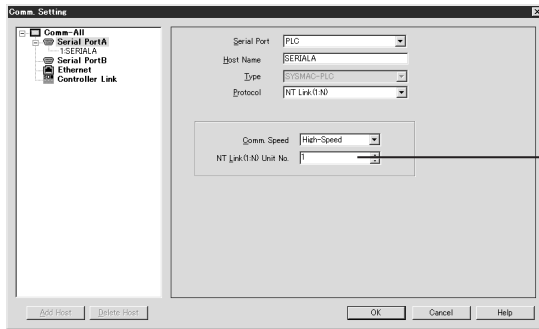 Comm. Setting
Comm-All
Serial PortA
1:SERIALA
Serial PortB
Ethernet
Controller Link
Serial Port PLC
Host Name SERIALA
Type SYSMAC-PLC
Protocol NT Link(1:N)
Comm. Speed High-Speed
NT Link(1:N) Unit No. 1
Add Host Delete Host OK Cancel Help